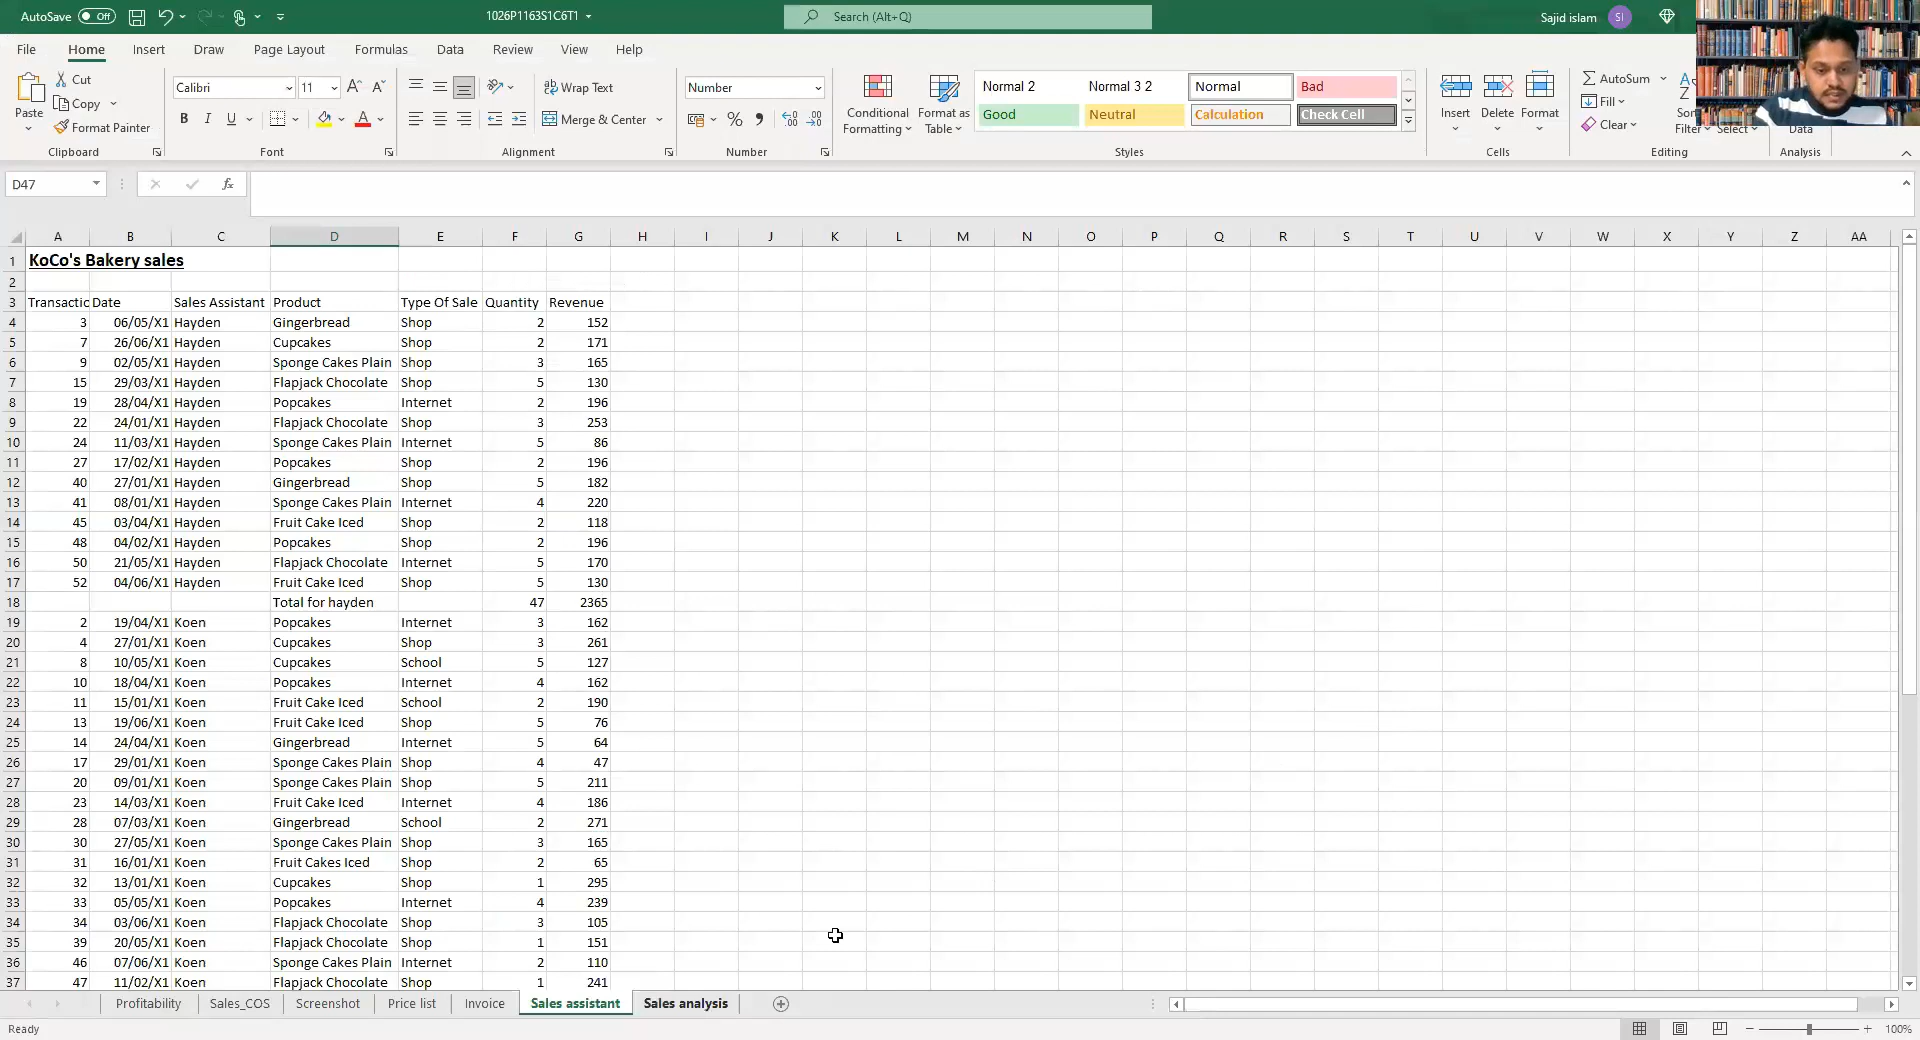 AutoSave Off 1026P1163S1C6T1 Search (Alt+Q) Sajid islam SI
File Home Insert Draw Page Layout Formulas Data Review View Help
Paste Cut Copy Format Painter Clipboard
Calibri 11 A A B I U A Font
Wrap Text Merge & Center Alignment
Number % Number
Conditional Formatting Format as Table
Normal 2 Normal 3 2 Normal Bad
Good Neutral Calculation Check Cell
Styles
Insert Delete Format Cells
AutoSum Fill Clear Filter Select Editing
Data Analysis
D47 fx
A B C D E F G H I J K L M N O P Q R S T U V W X Y Z AA
1 KoCo's Bakery sales
2
3 Transactic Date Sales Assistant Product Type Of Sale Quantity Revenue
4 3 06/05/X1 Hayden Gingerbread Shop 2 152
5 7 26/06/X1 Hayden Cupcakes Shop 2 171
6 9 02/05/X1 Hayden Sponge Cakes Plain Shop 3 165
7 15 29/03/X1 Hayden Flapjack Chocolate Shop 5 130
8 19 28/04/X1 Hayden Popcakes Internet 2 196
9 22 24/01/X1 Hayden Flapjack Chocolate Shop 3 253
10 24 11/03/X1 Hayden Sponge Cakes Plain Internet 5 86
11 27 17/02/X1 Hayden Popcakes Shop 2 196
12 40 27/01/X1 Hayden Gingerbread Shop 5 182
13 41 08/01/X1 Hayden Sponge Cakes Plain Internet 4 220
14 45 03/04/X1 Hayden Fruit Cake Iced Shop 2 118
15 48 04/02/X1 Hayden Popcakes Shop 2 196
16 50 21/05/X1 Hayden Flapjack Chocolate Internet 5 170
17 52 04/06/X1 Hayden Fruit Cake Iced Shop 5 130
18 Total for hayden 47 2365
19 2 19/04/X1 Koen Popcakes Internet 3 162
20 4 27/01/X1 Koen Cupcakes Shop 3 261
21 8 10/05/X1 Koen Cupcakes School 5 127
22 10 18/04/X1 Koen Popcakes Internet 4 162
23 11 15/01/X1 Koen Fruit Cake Iced School 2 190
24 13 19/06/X1 Koen Fruit Cake Iced Shop 5 76
25 14 24/04/X1 Koen Gingerbread Internet 5 64
26 17 29/01/X1 Koen Sponge Cakes Plain Shop 4 47
27 20 09/01/X1 Koen Sponge Cakes Plain Shop 5 211
28 23 14/03/X1 Koen Fruit Cake Iced Internet 4 186
29 28 07/03/X1 Koen Gingerbread School 2 271
30 30 27/05/X1 Koen Sponge Cakes Plain Shop 3 165
31 31 16/01/X1 Koen Fruit Cakes Iced Shop 2 65
32 32 13/01/X1 Koen Cupcakes Shop 1 295
33 33 05/05/X1 Koen Popcakes Internet 4 239
34 34 03/06/X1 Koen Flapjack Chocolate Shop 3 105
35 39 20/05/X1 Koen Flapjack Chocolate Shop 1 151
36 46 07/06/X1 Koen Sponge Cakes Plain Internet 2 110
37 47 11/02/X1 Koen Flapjack Chocolate Shop 1 241
Profitability Sales_COS Screenshot Price list Invoice Sales assistant Sales analysis
Ready 100%